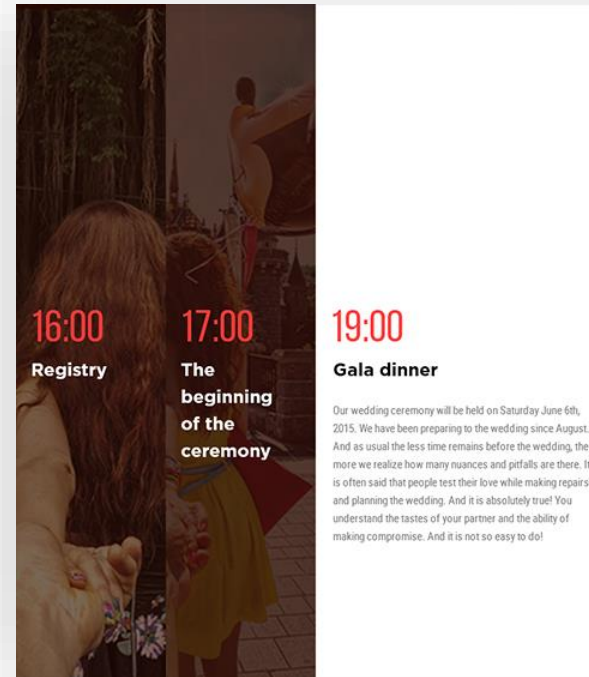 16:00
Registry
17:00
The
beginning
of the
ceremony
19:00
Gala dinner
Our wedding ceremony will be held on Saturday June 6th,
2015. We have been preparing to the wedding since August.
And as usual the less time remains before the wedding, the
more we realize how many nuances and pitfalls are there. It
is often said that people test their love while making repairs
and planning the wedding. And it is absolutely true! You
understand the tastes of your partner and the ability of
making compromise. And it is not so easy to do!